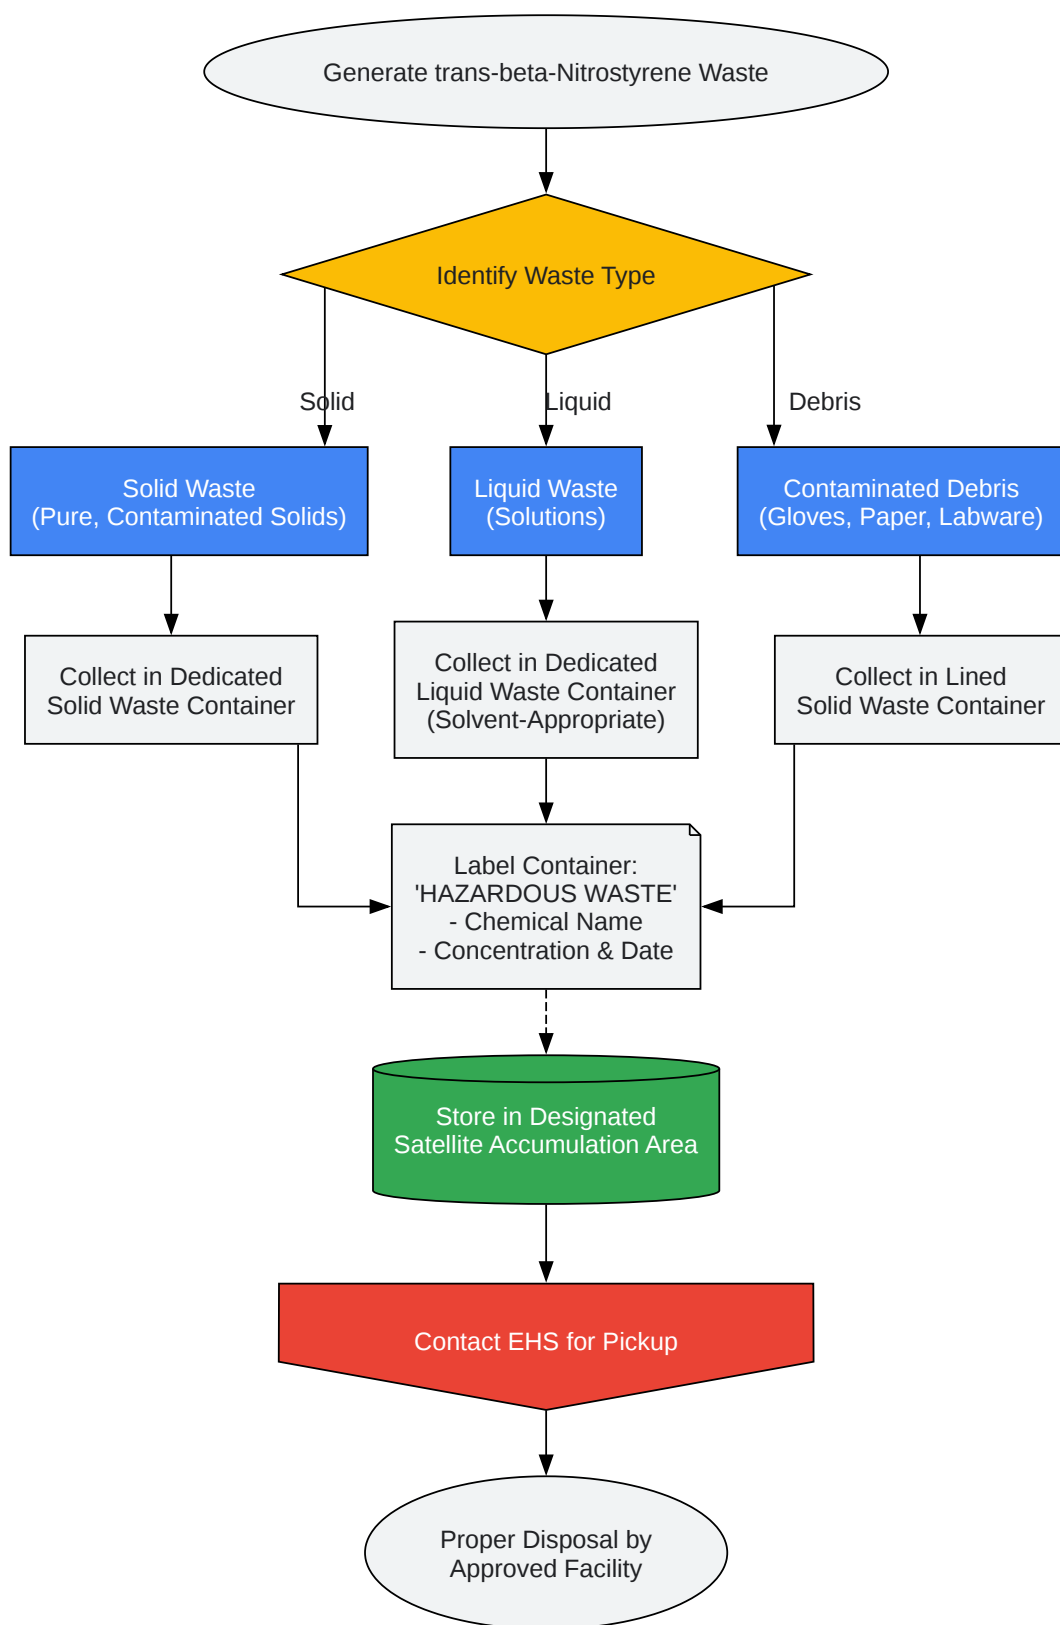 Generate trans-beta-Nitrostyrene Waste
Identify Waste Type
Solid
Liquid
Debris
Solid Waste
(Pure, Contaminated Solids)
Liquid Waste
(Solutions)
Contaminated Debris
(Gloves, Paper, Labware)
Collect in Dedicated
Solid Waste Container
Collect in Dedicated
Liquid Waste Container
(Solvent-Appropriate)
Collect in Lined
Solid Waste Container
Label Container:
'HAZARDOUS WASTE'
- Chemical Name
- Concentration & Date
Store in Designated
Satellite Accumulation Area
Contact EHS for Pickup
Proper Disposal by
Approved Facility